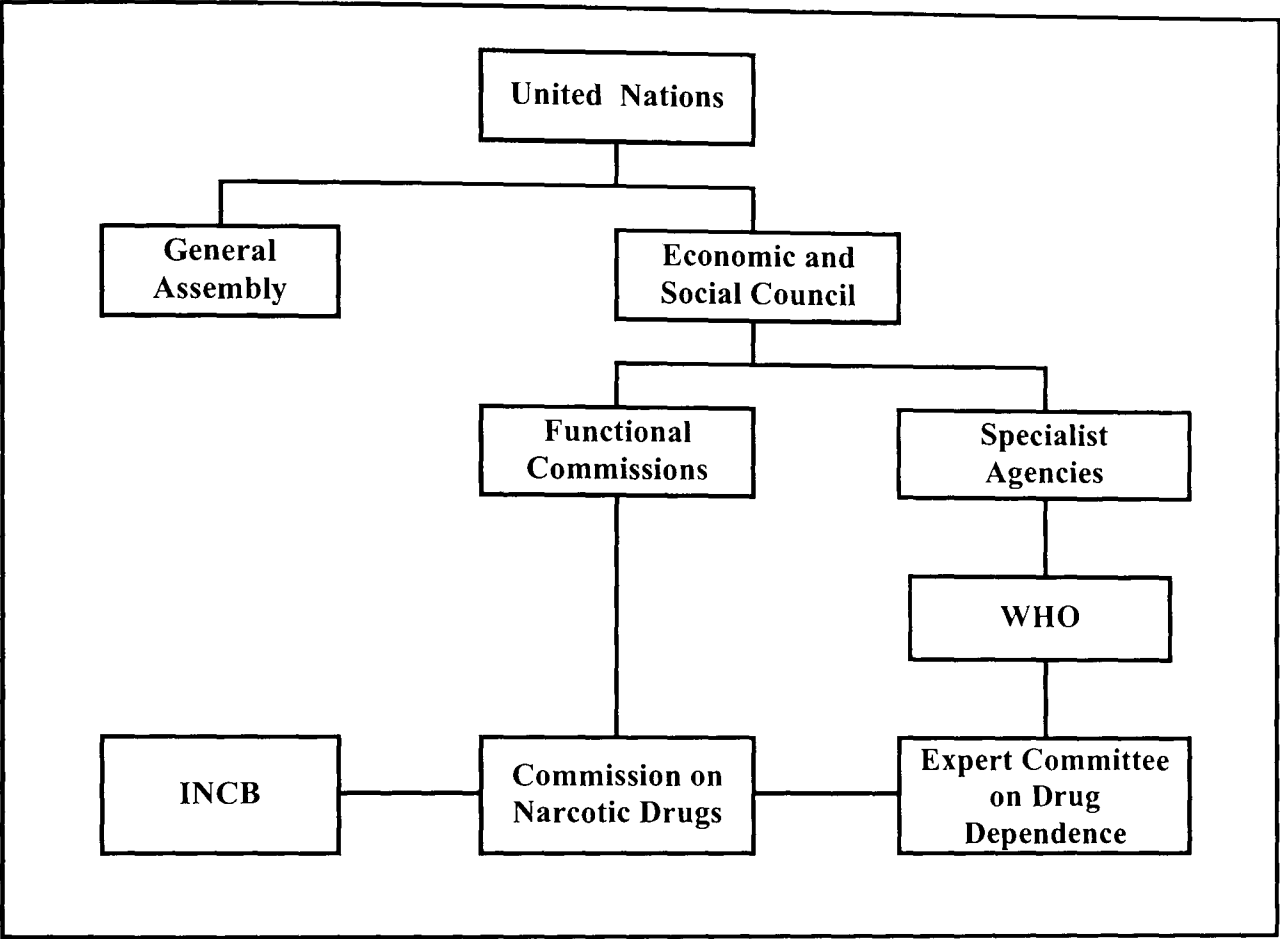 United Nations
General
Assembly
Economic and
Social Council
Functional
Commissions
Specialist
Agencies
WHO
INCB
Commission on
Narcotic Drugs
Expert Committee
on Drug
Dependence